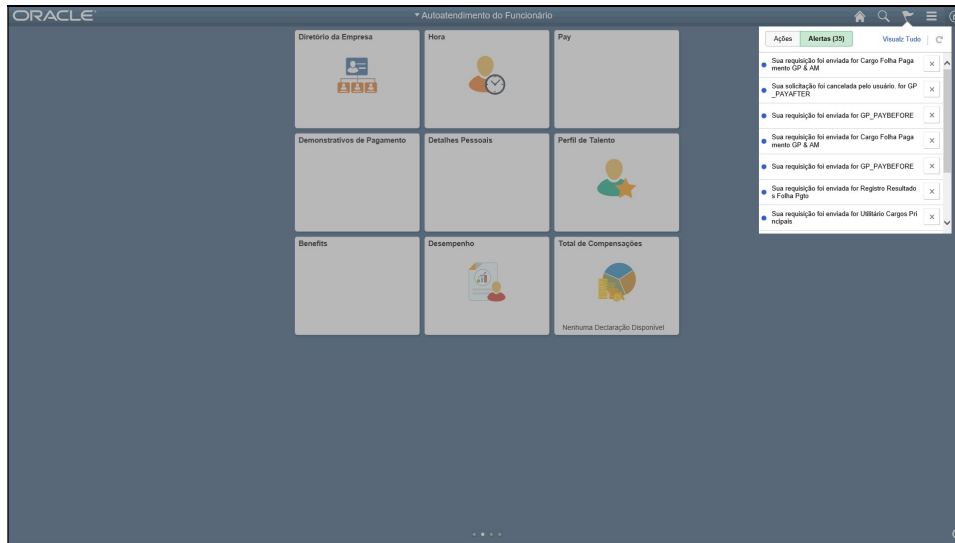 ORACLE
Autoatendimento do Funcionário
Diretório da Empresa
Hora
Pay
Demonstrativos de Pagamento
Detalhes Pessoais
Perfil de Talento
Benefits
Desempenho
Total de Compensações
Nenhuma Declaração Disponível
Ações
Alertas (35)
Visualz Tudo
Sua requisição foi enviada for Cargo Folha Paga
mento GP & AM
Sua solicitação foi cancelada pelo usuário. for GP
_PAYAFTER
Sua requisição foi enviada for GP_PAYBEFORE
Sua requisição foi enviada for Cargo Folha Paga
mento GP & AM
Sua requisição foi enviada for GP_PAYBEFORE
Sua requisição foi enviada for Registro Resultado
s Folha Pgto
Sua requisição foi enviada for Utilitário Cargos Pri
ncipais